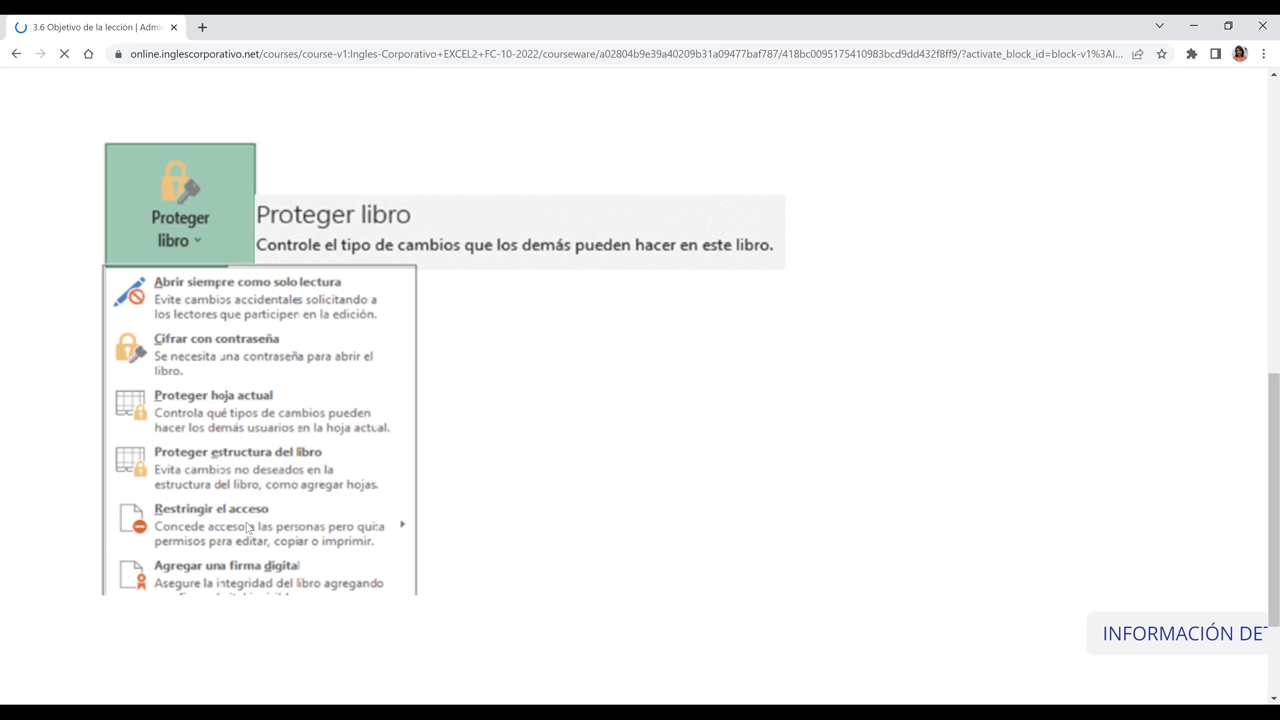 3.6 Objetivo de la lección | Admi
online.inglescorporativo.net/courses/course-v1:Ingles-Corporativo+EXCEL2+FC-10-2022/courseware/a02804b9e39a40209b31a09477baf787/418bc0095175410983bcd9dd432f8ff9/?activate_block_id=block-v1%3AI...
Proteger
libro
Proteger libro
Controle el tipo de cambios que los demás pueden hacer en este libro.
Abrir siempre como solo lectura
Evite cambios accidentales solicitando a
los lectores que participen en la edición.
Cifrar con contraseña
Se necesita una contraseña para abrir el
libro.
Proteger hoja actual
Controla qué tipos de cambios pueden
hacer los demás usuarios en la hoja actual.
Proteger estructura del libro
Evita cambios no deseados en la
estructura del libro, como agregar hojas.
Restringir el acceso
Concede acceso a las personas pero quita
permisos para editar, copiar o imprimir.
Agregar una firma digital
Asegure la integridad del libro agregando
INFORMACIÓN DET